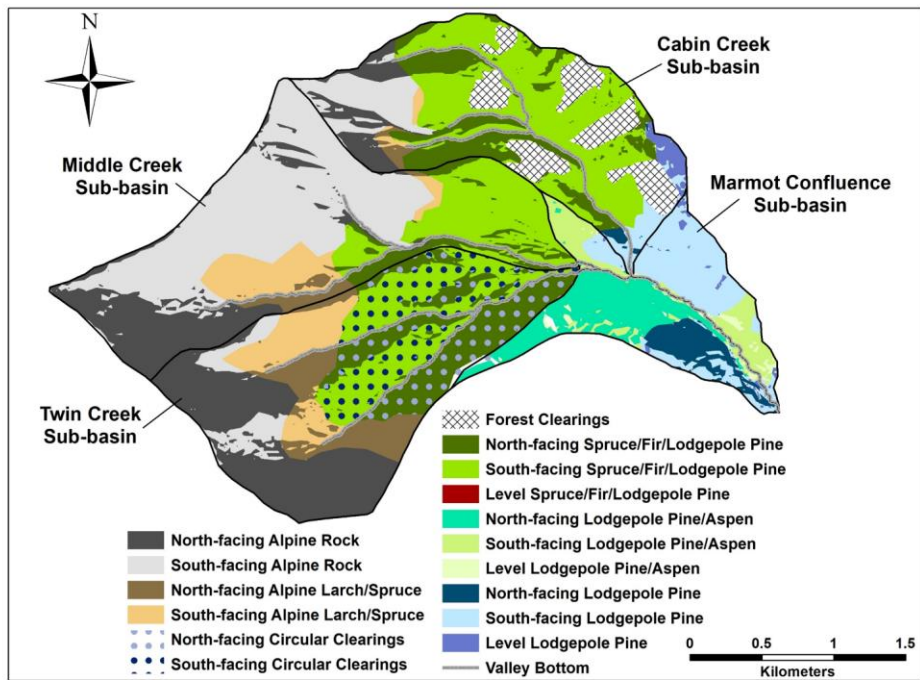 N
Cabin Creek
Sub-basin
Middle Creek
Sub-basin
Marmot Confluence
Sub-basin
Twin Creek
Sub-basin
Forest Clearings
North-facing Spruce/Fir/Lodgepole Pine
South-facing Spruce/Fir/Lodgepole Pine
Level Spruce/Fir/Lodgepole Pine
North-facing Lodgepole Pine/Aspen
South-facing Lodgepole Pine/Aspen
Level Lodgepole Pine/Aspen
North-facing Lodgepole Pine
South-facing Lodgepole Pine
Level Lodgepole Pine
Valley Bottom
North-facing Alpine Rock
South-facing Alpine Rock
North-facing Alpine Larch/Spruce
South-facing Alpine Larch/Spruce
North-facing Circular Clearings
South-facing Circular Clearings
0 0.5 1 1.5
Kilometers